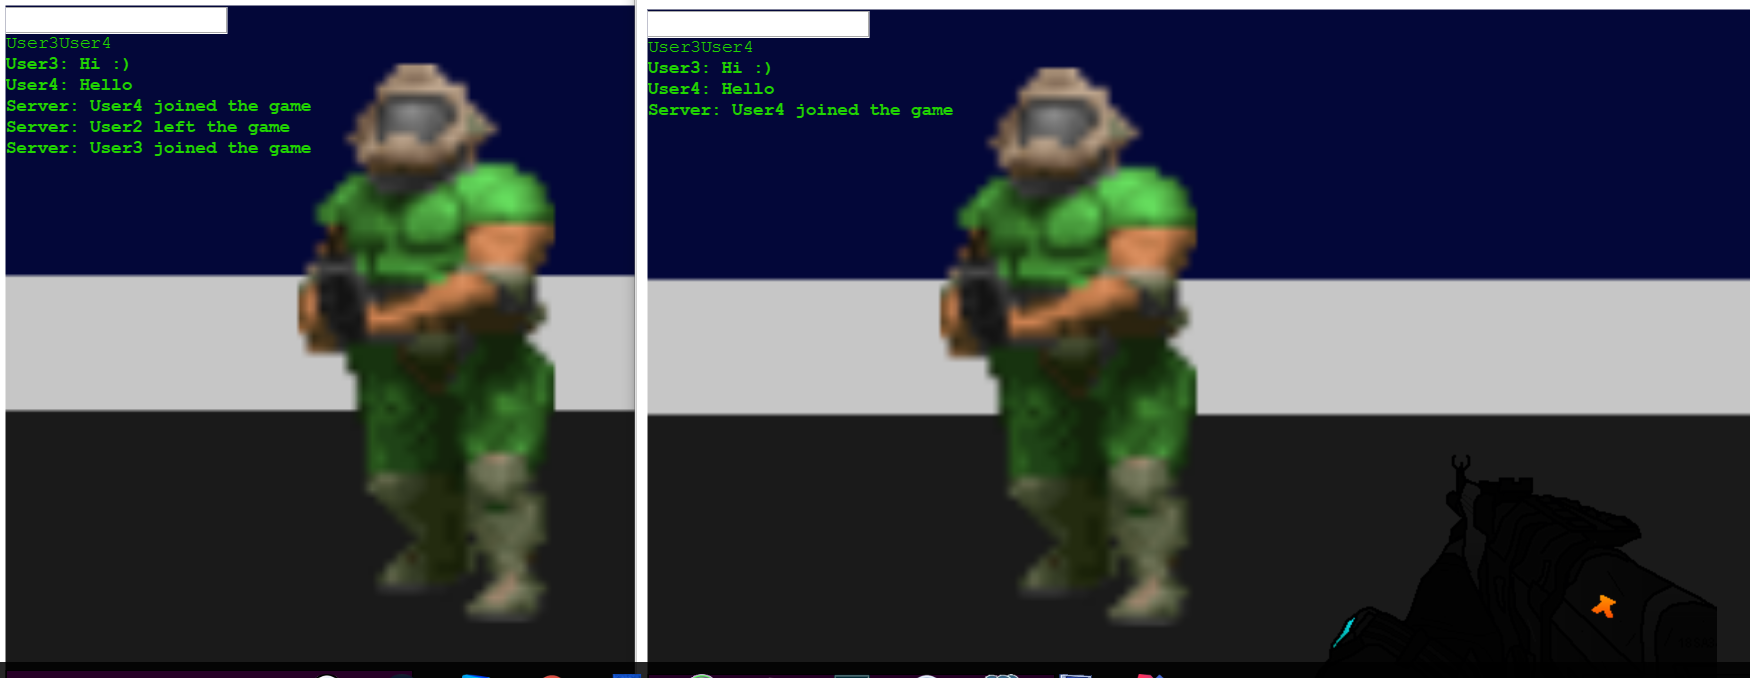 User3User4
User3: Hi :)
User4: Hello
Server: User4 joined the game
Server: User2 left the game
Server: User3 joined the game
User3User4
User3: Hi :)
User4: Hello
Server: User4 joined the game